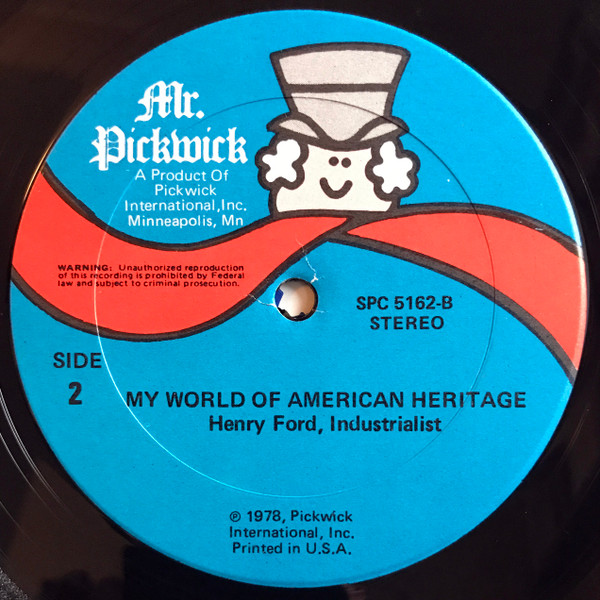 Mr.
Pickwick
A Product Of
Pickwick
International,Inc.
Minneapolis, Mn
WARNING: Unauthorized reproduction
of this recording is prohibited by Federal
law and subject to criminal prosecution.
SPC 5162-B
STEREO
SIDE
2
MY WORLD OF AMERICAN HERITAGE
Henry Ford, Industrialist
℗ 1978, Pickwick
International, Inc.
Printed in U.S.A.